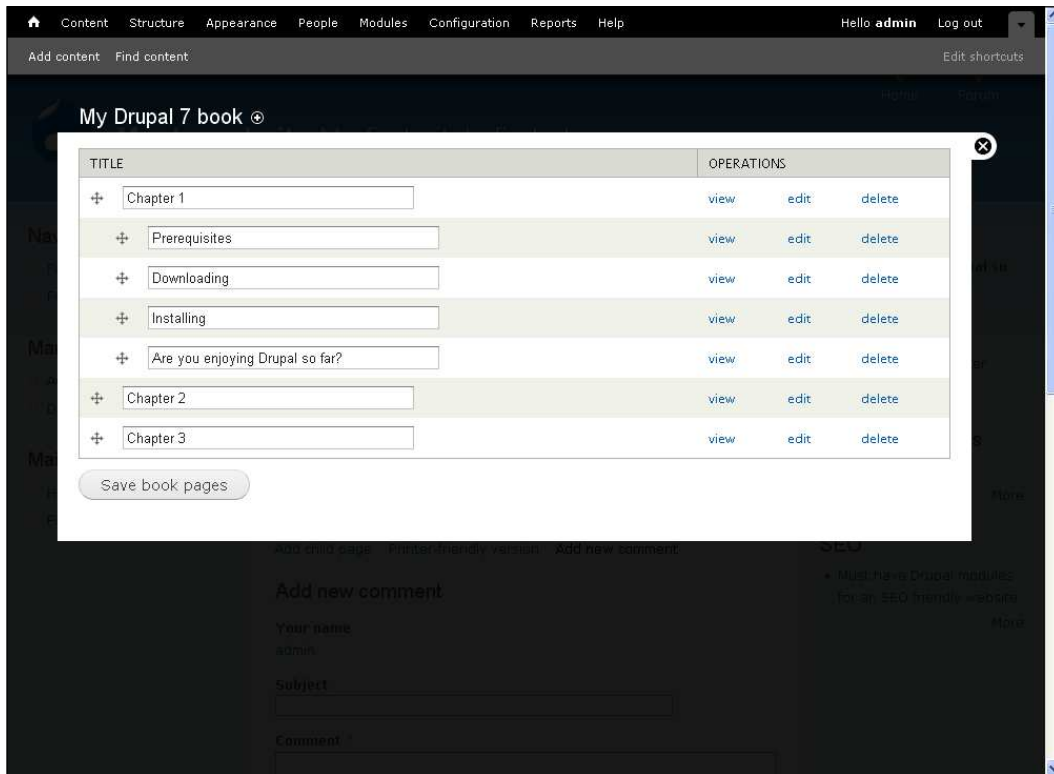 Content Structure Appearance People Modules Configuration Reports Help Hello admin Log out
Add content Find content Edit shortcuts
Home Forum
My Drupal 7 book
TITLE OPERATIONS
Chapter 1 view edit delete
Prerequisites view edit delete
Downloading view edit delete
Installing view edit delete
Are you enjoying Drupal so far? view edit delete
Chapter 2 view edit delete
Chapter 3 view edit delete
Save book pages
More
Add child page Printer-friendly version Add new comment
SEO
Must have Drupal modules
for an SEO friendly website
More
Add new comment
Your name
admin
Subject
Comment *